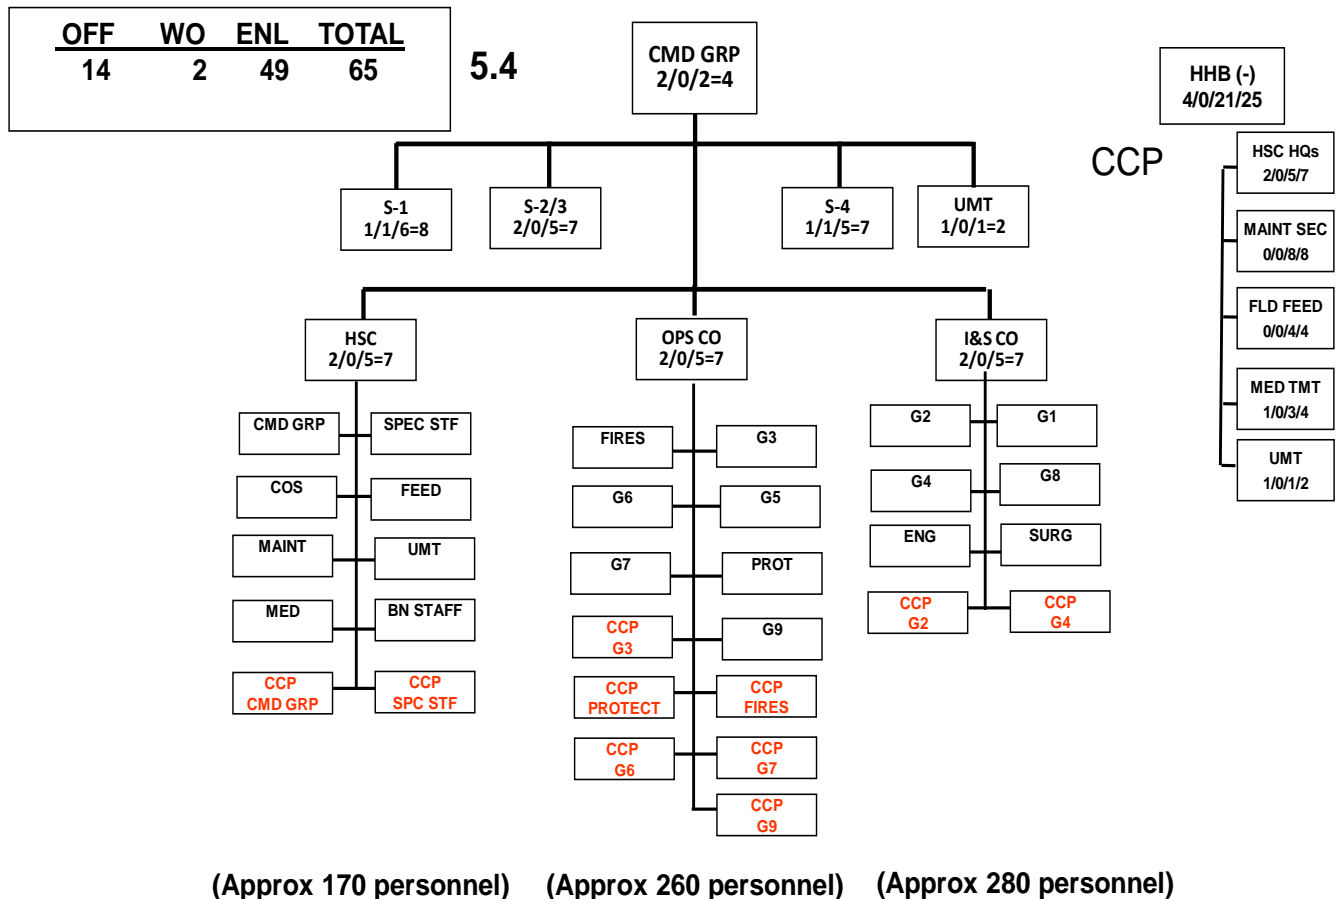 OFF WO ENL TOTAL
14 2 49 65
5.4
CMD GRP
2/0/2=4
HHB (-)
4/0/21/25
CCP
HSC HQs
2/0/5/7
MAINT SEC
0/0/8/8
FLD FEED
0/0/4/4
MED TMT
1/0/3/4
UMT
1/0/1/2
S-1
1/1/6=8
S-2/3
2/0/5=7
S-4
1/1/5=7
UMT
1/0/1=2
HSC
2/0/5=7
OPS CO
2/0/5=7
I&S CO
2/0/5=7
CMD GRP
SPEC STF
COS
FEED
MAINT
UMT
MED
BN STAFF
CCP
CMD GRP
CCP
SPC STF
FIRES
G3
G6
G5
G7
PROT
CCP
G3
G9
CCP
PROTECT
CCP
FIRES
CCP
G6
CCP
G7
CCP
G9
G2
G1
G4
G8
ENG
SURG
CCP
G2
CCP
G4
(Approx 170 personnel)
(Approx 260 personnel)
(Approx 280 personnel)